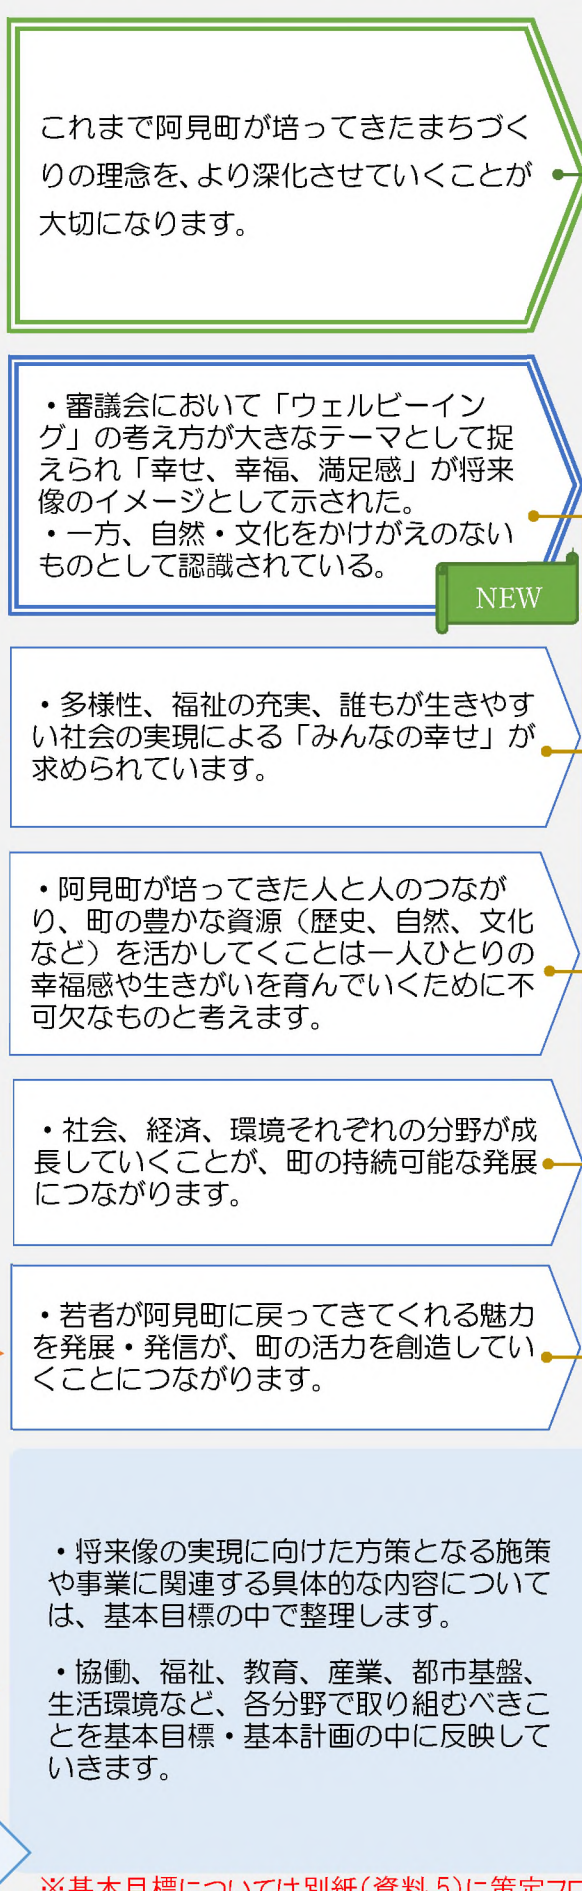 これまで阿見町が培ってきたまちづく
りの理念を、より深化させていくことが
大切になります。
・審議会において「ウェルビーイン
グ」の考え方が大きなテーマとして捉
えられ「幸せ、幸福、満足感」が将来
像のイメージとして示された。
・一方、自然・文化をかけがえのない
ものとして認識されている。
NEW
・多様性、福祉の充実、誰もが生きやす
い社会の実現による「みんなの幸せ」が
求められています。
・阿見町が培ってきた人と人のつなが
り、町の豊かな資源（歴史、自然、文化
など）を活かしてくことは一人ひとりの
幸福感や生きがいを育んでいくために不
可欠なものと考えます。
・社会、経済、環境それぞれの分野が成
長していくことが、町の持続可能な発展
につながります。
・若者が阿見町に戻ってきてくれる魅力
を発展・発信が、町の活力を創造してい
くことにつながります。
・将来像の実現に向けた方策となる施策
や事業に関連する具体的な内容について
は、基本目標の中で整理します。
・協働、福祉、教育、産業、都市基盤、
生活環境など、各分野で取り組むべきこ
とを基本目標・基本計画の中に反映して
いきます。
※基本目標については別紙（資料 5）に策定フロ